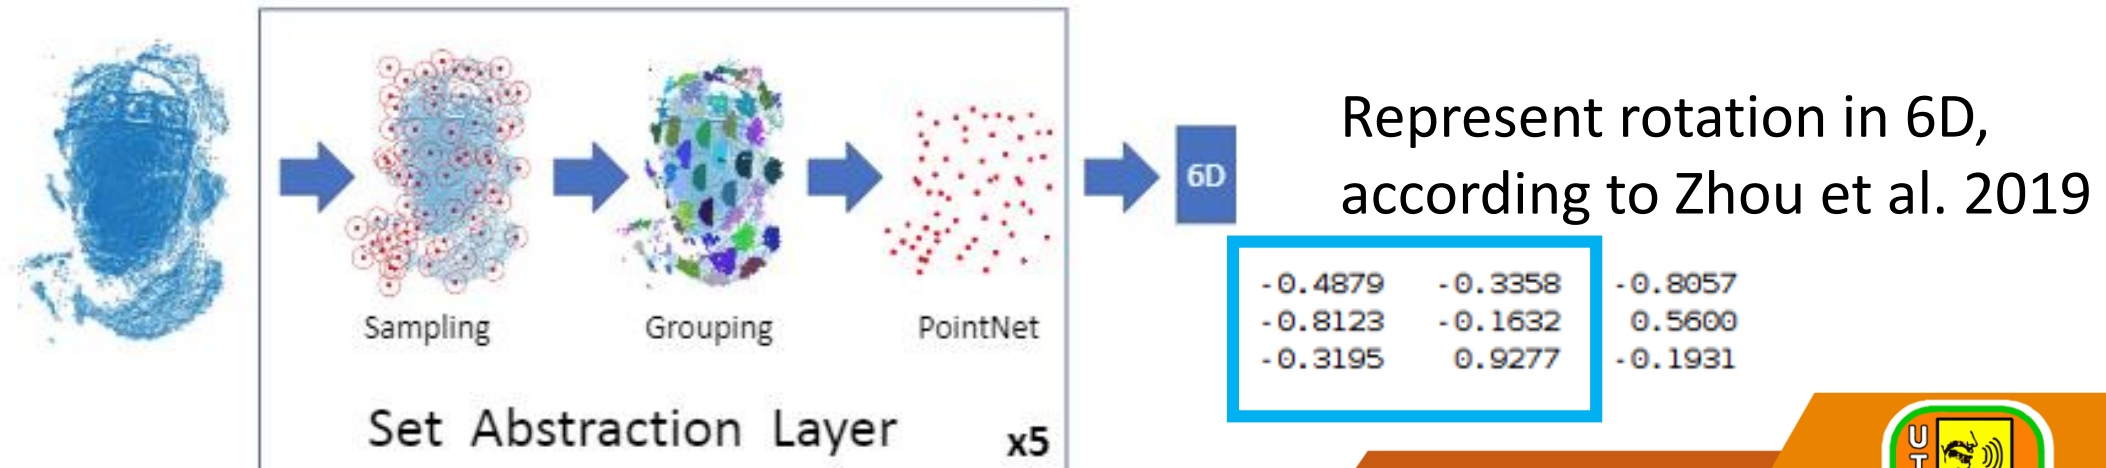 Sampling
Grouping
PointNet
Set Abstraction Layer
x5
6D
Represent rotation in 6D,
according to Zhou et al. 2019
-0.4879 -0.3358 -0.8057
-0.8123 -0.1632 0.5600
-0.3195 0.9277 -0.1931
U
T